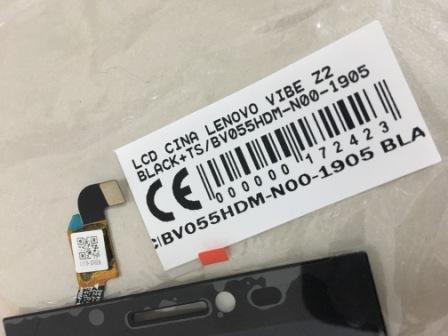 LCD CINA LENOVO VIBE Z2
BLACK+TS/BV055HDM-N00-1905
CE
000000 172423
BV055HDM-N00-1905 BLA